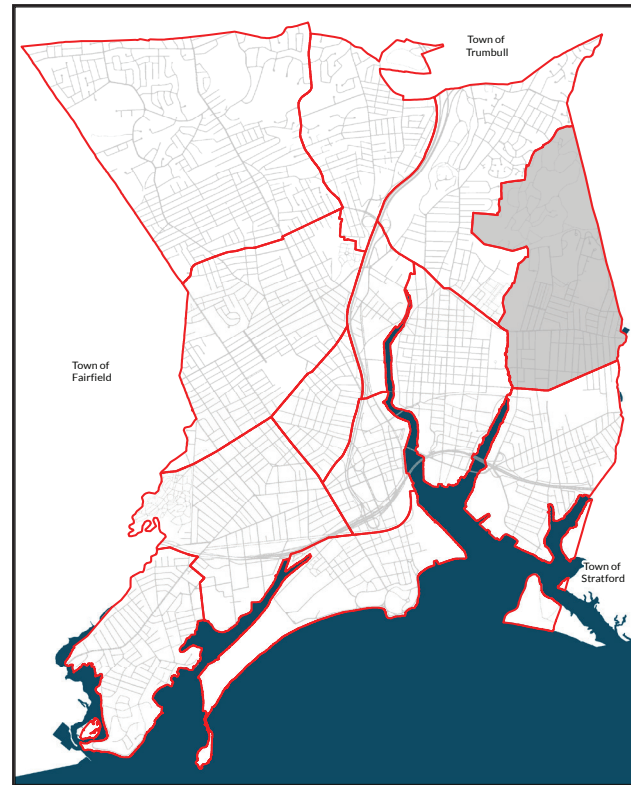 Town of
Trumbull
Town of
Fairfield
Town of
Stratford